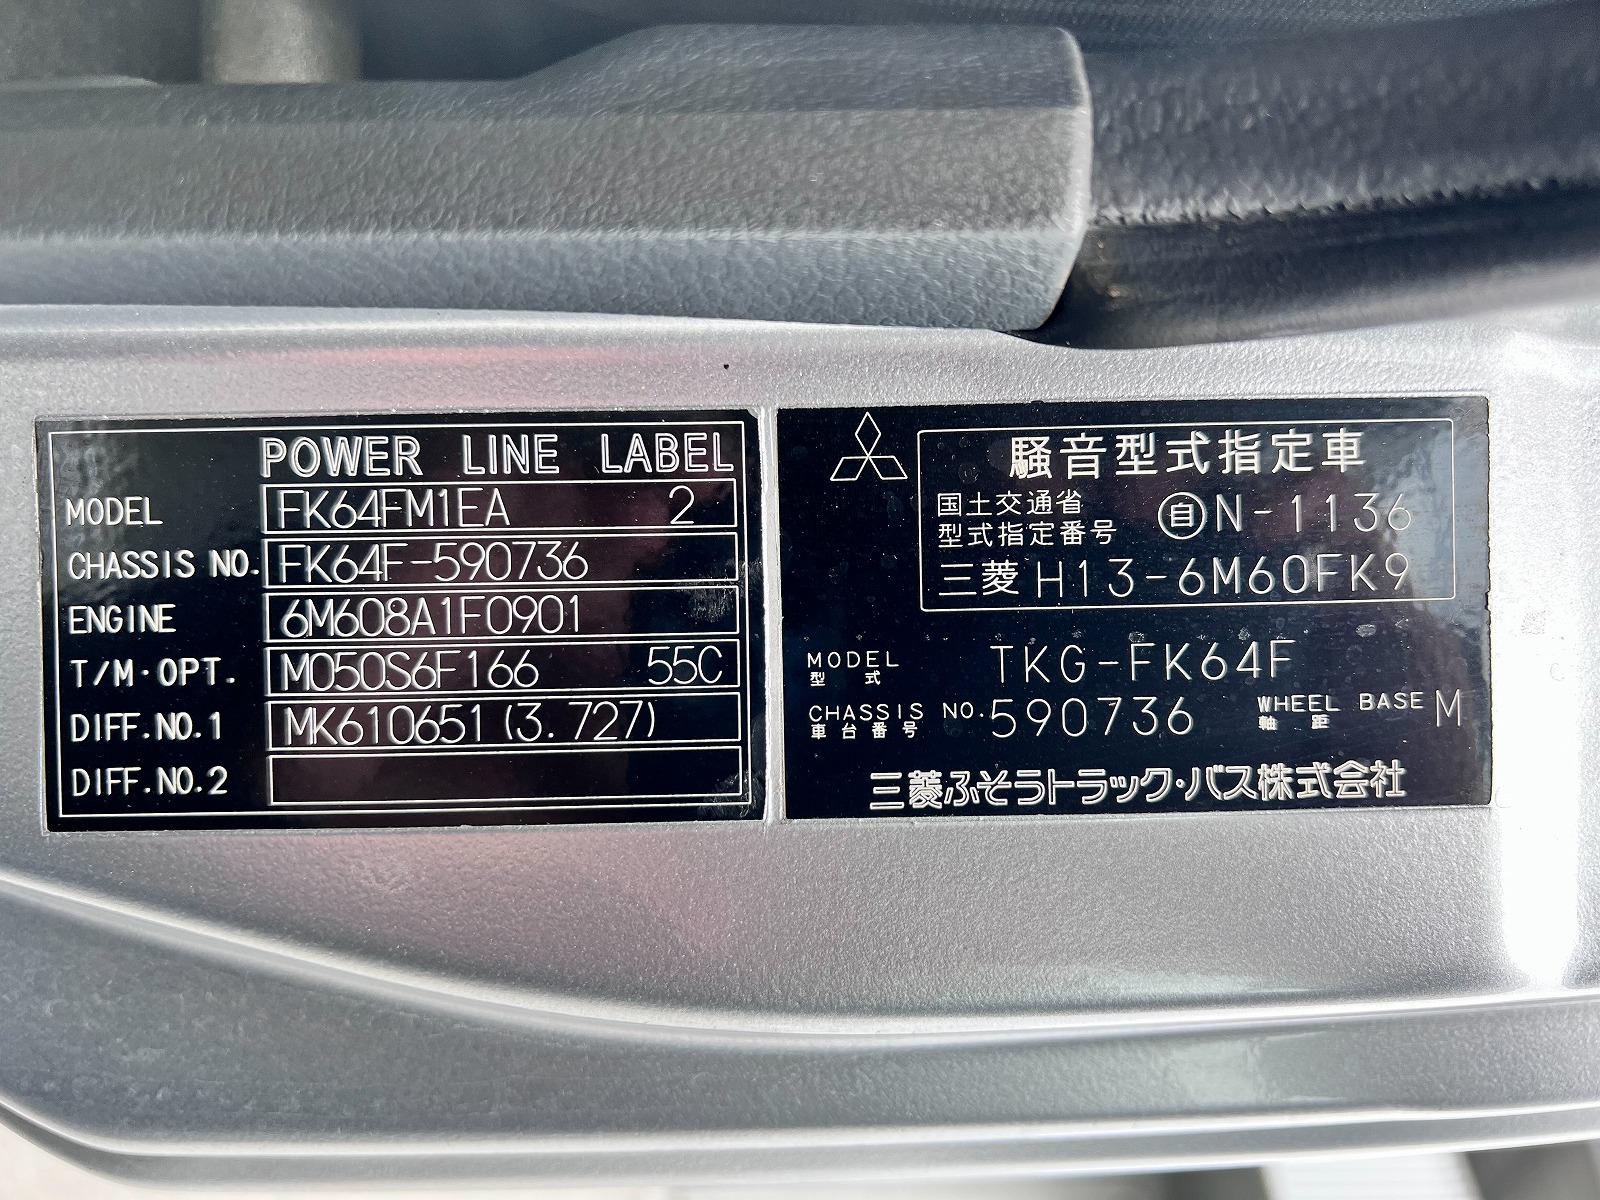 POWER LINE LABEL
MODEL FK64FM1EA 2
CHASSIS NO. FK64F-590736
ENGINE 6M608A1F0901
T/M·OPT. M050S6F166 55C
DIFF.NO.1 MK610651(3.727)
DIFF.NO.2
騒音型式指定車
国土交通省
型式指定番号 自N-1136
三菱 H13-6M60FK9
MODEL TKG-FK64F
型式
CHASSIS NO. 590736 WHEEL BASE M
車台番号 軸距
三菱ふそうトラック・バス株式会社